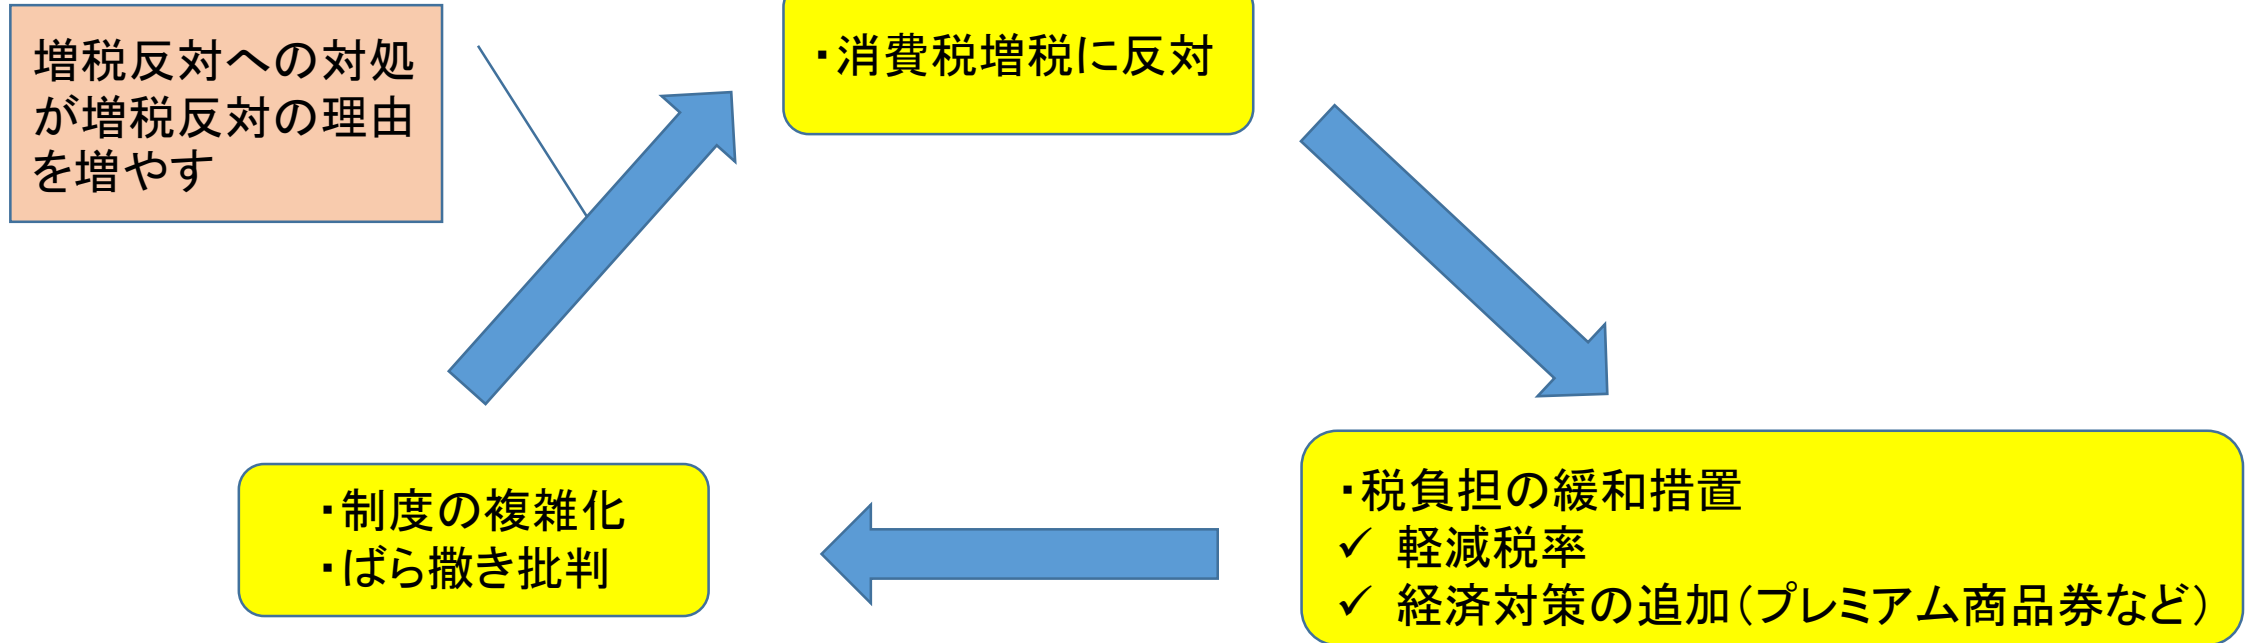 増税反対への対処
が増税反対の理由
を増やす
・消費税増税に反対
・税負担の緩和措置
✓ 軽減税率
✓ 経済対策の追加(プレミアム商品券など)
・制度の複雑化
・ばら撒き批判